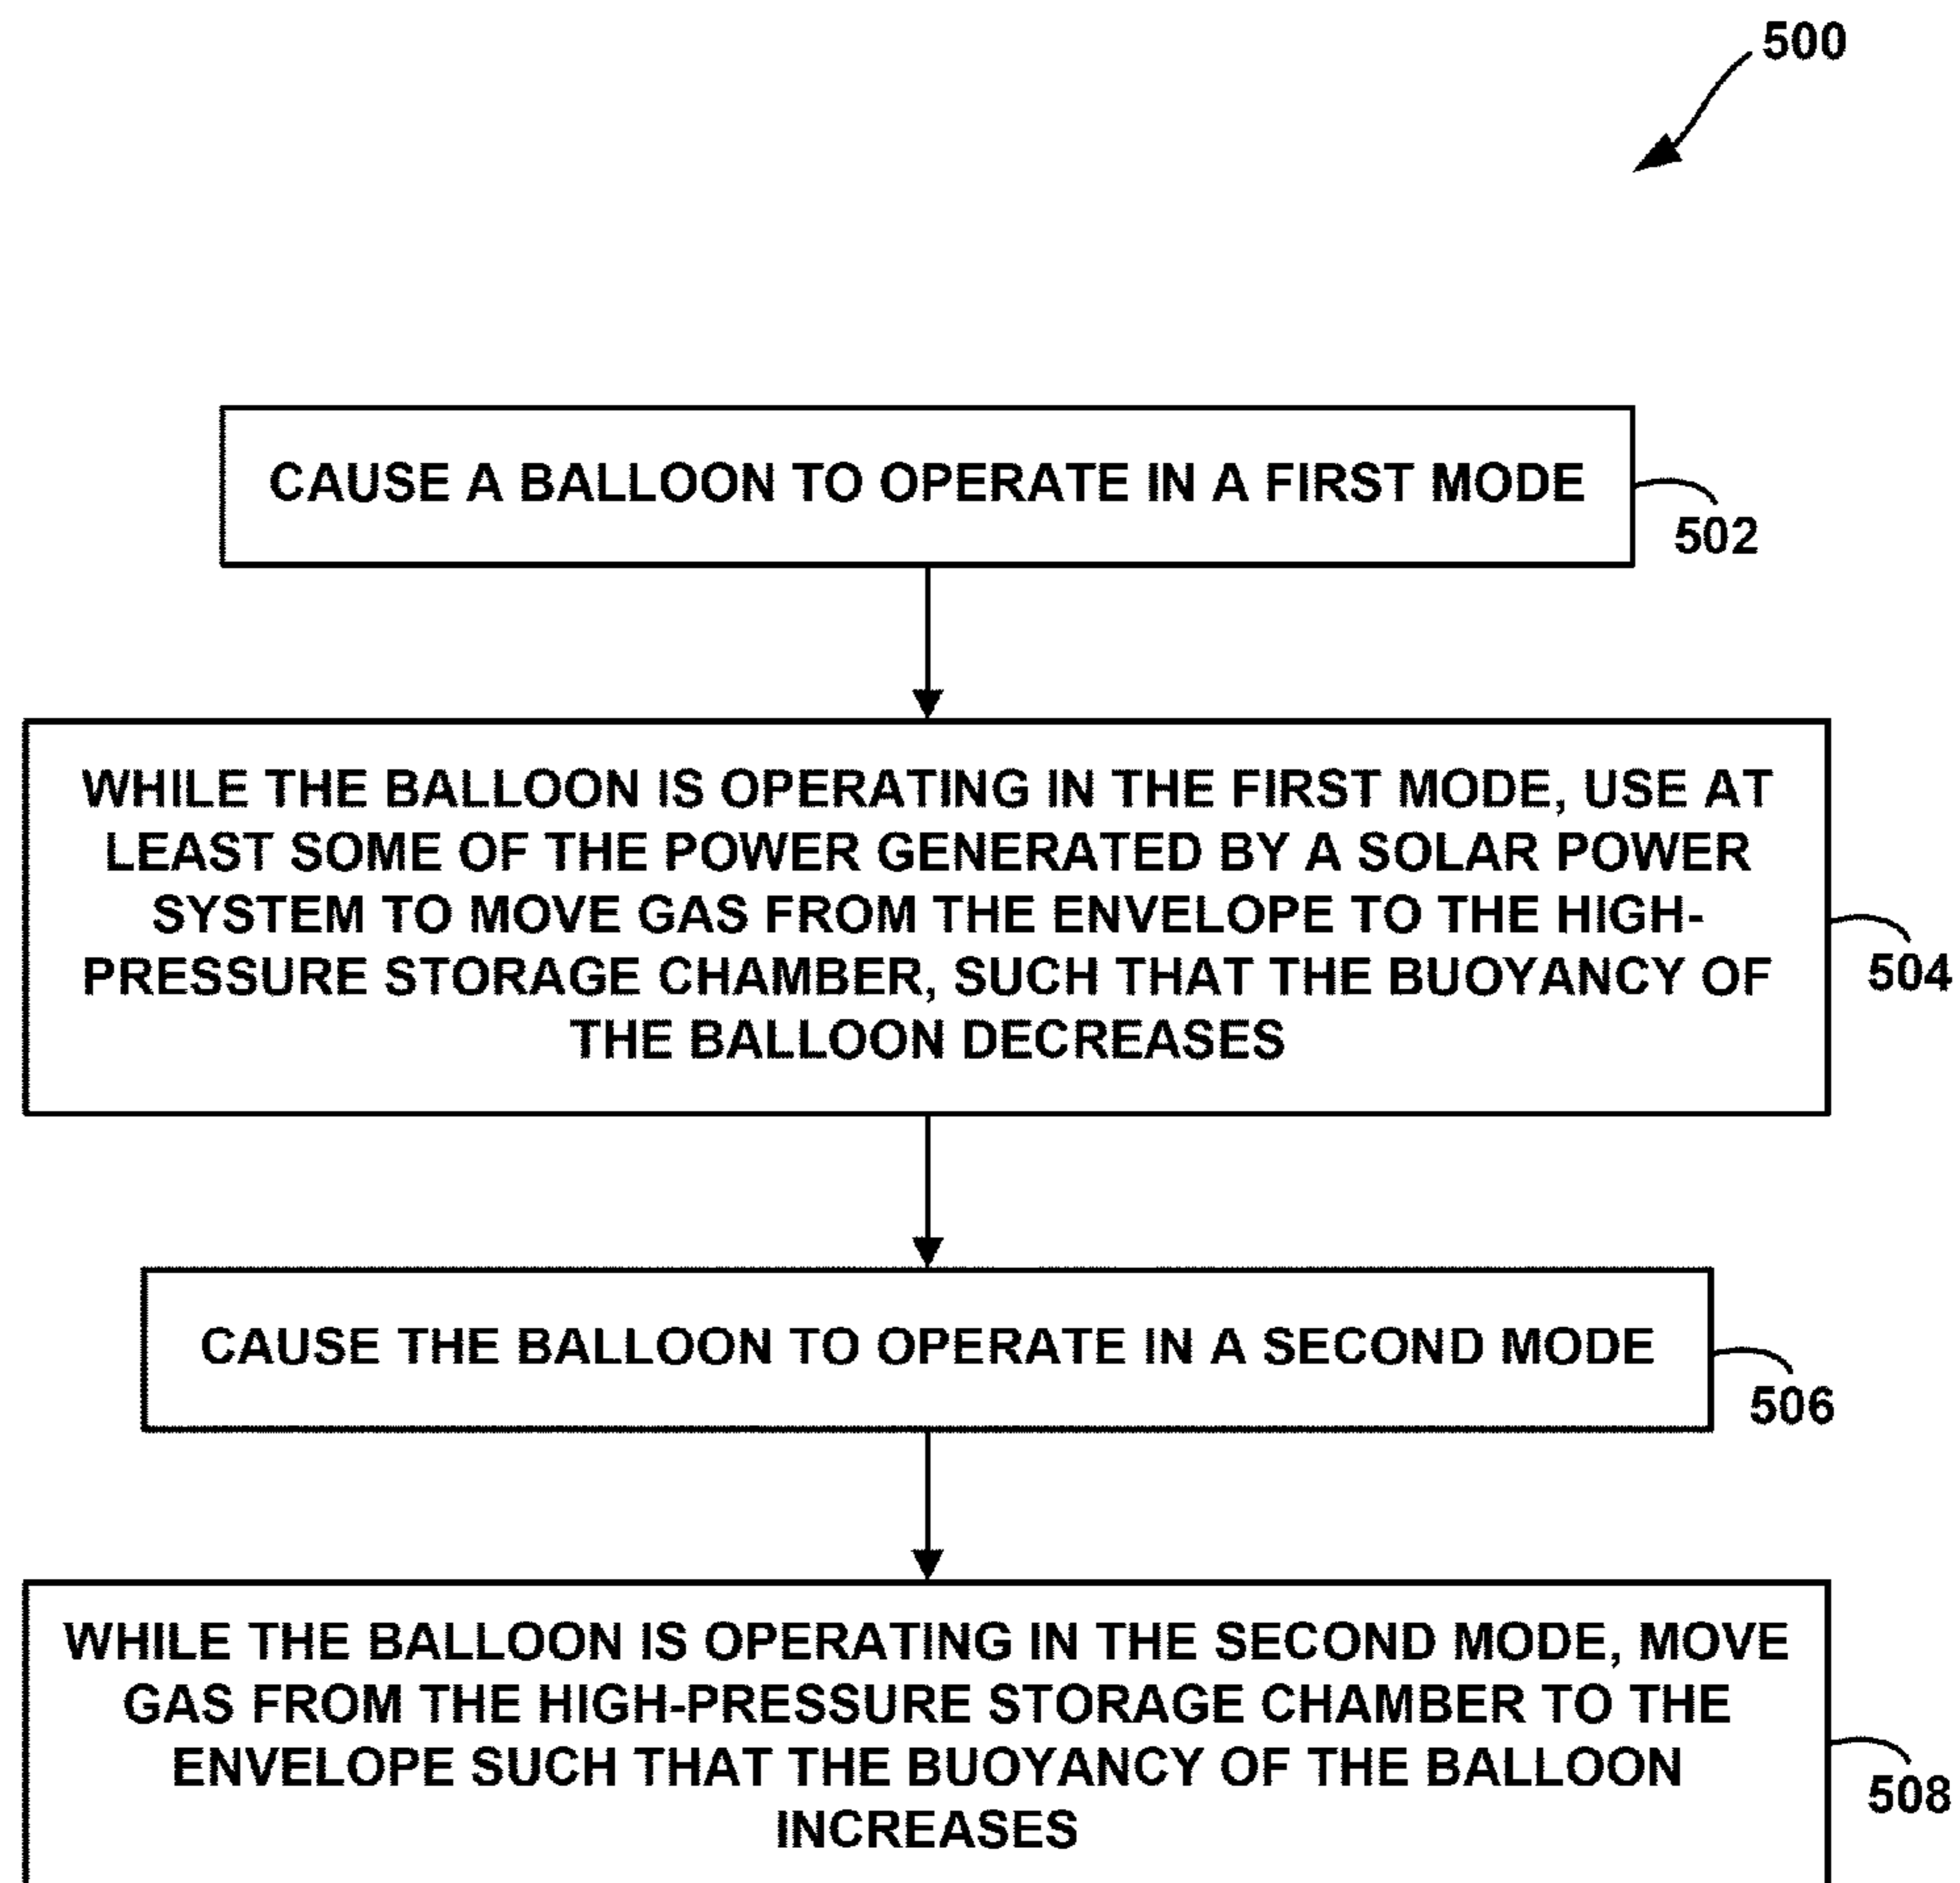 500
CAUSE A BALLOON TO OPERATE IN A FIRST MODE
502
WHILE THE BALLOON IS OPERATING IN THE FIRST MODE, USE AT
LEAST SOME OF THE POWER GENERATED BY A SOLAR POWER
SYSTEM TO MOVE GAS FROM THE ENVELOPE TO THE HIGH-
PRESSURE STORAGE CHAMBER, SUCH THAT THE BUOYANCY OF
THE BALLOON DECREASES
504
CAUSE THE BALLOON TO OPERATE IN A SECOND MODE
506
WHILE THE BALLOON IS OPERATING IN THE SECOND MODE, MOVE
GAS FROM THE HIGH-PRESSURE STORAGE CHAMBER TO THE
ENVELOPE SUCH THAT THE BUOYANCY OF THE BALLOON
INCREASES
508